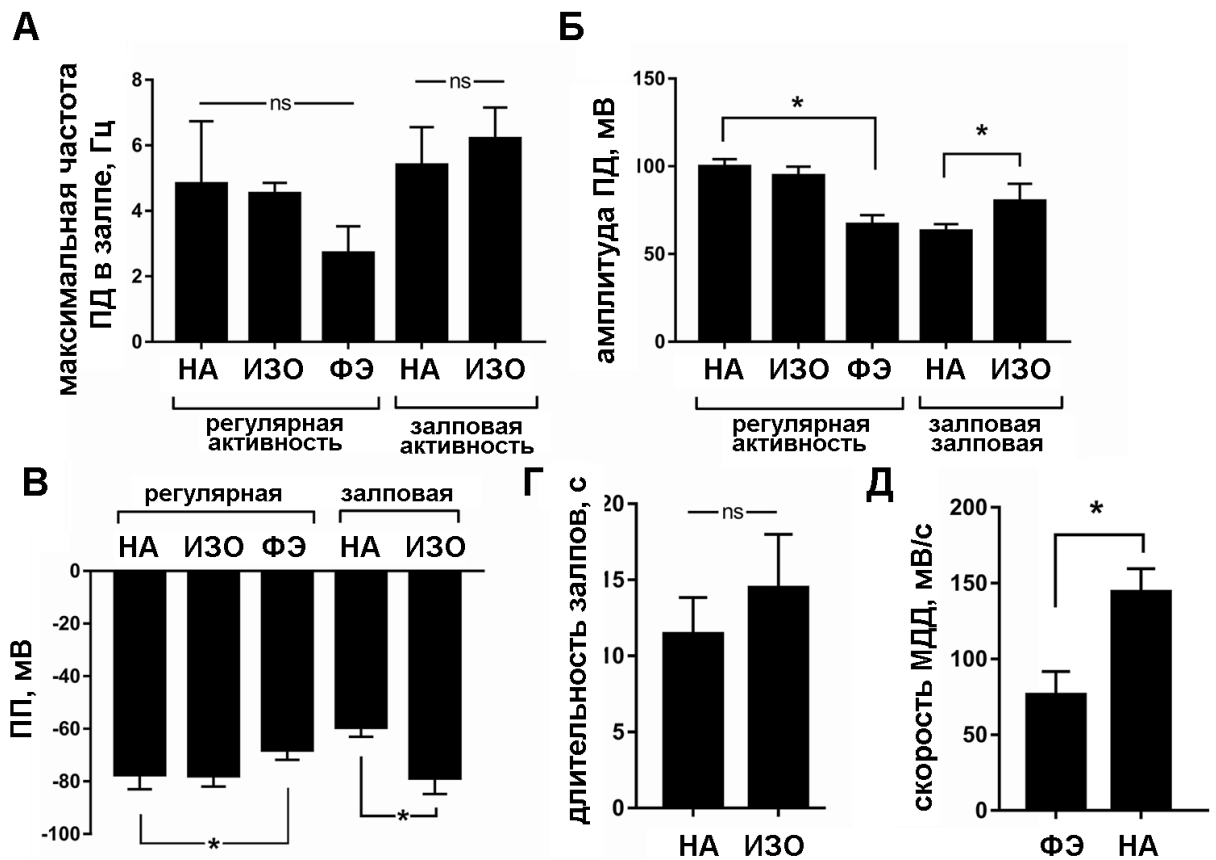 А
максимальная частота
ПД в залпе, Гц
8
6
4
2
0
ns
ns
НА ИЗО ФЭ НА ИЗО
регулярная
активность
залповая
активность
Б
амплитуда ПД, мВ
150
100
50
0
*
*
НА ИЗО ФЭ НА ИЗО
регулярная
активность
залповая
залповая
В
регулярная
залповая
НА ИЗО ФЭ НА ИЗО
ПП, мВ
0
-20
-40
-60
-80
-100
*
*
Г
длительность залпов, с
20
15
10
5
0
ns
НА ИЗО
Д
скорость МДД, мВ/с
200
150
100
50
0
*
ФЭ НА